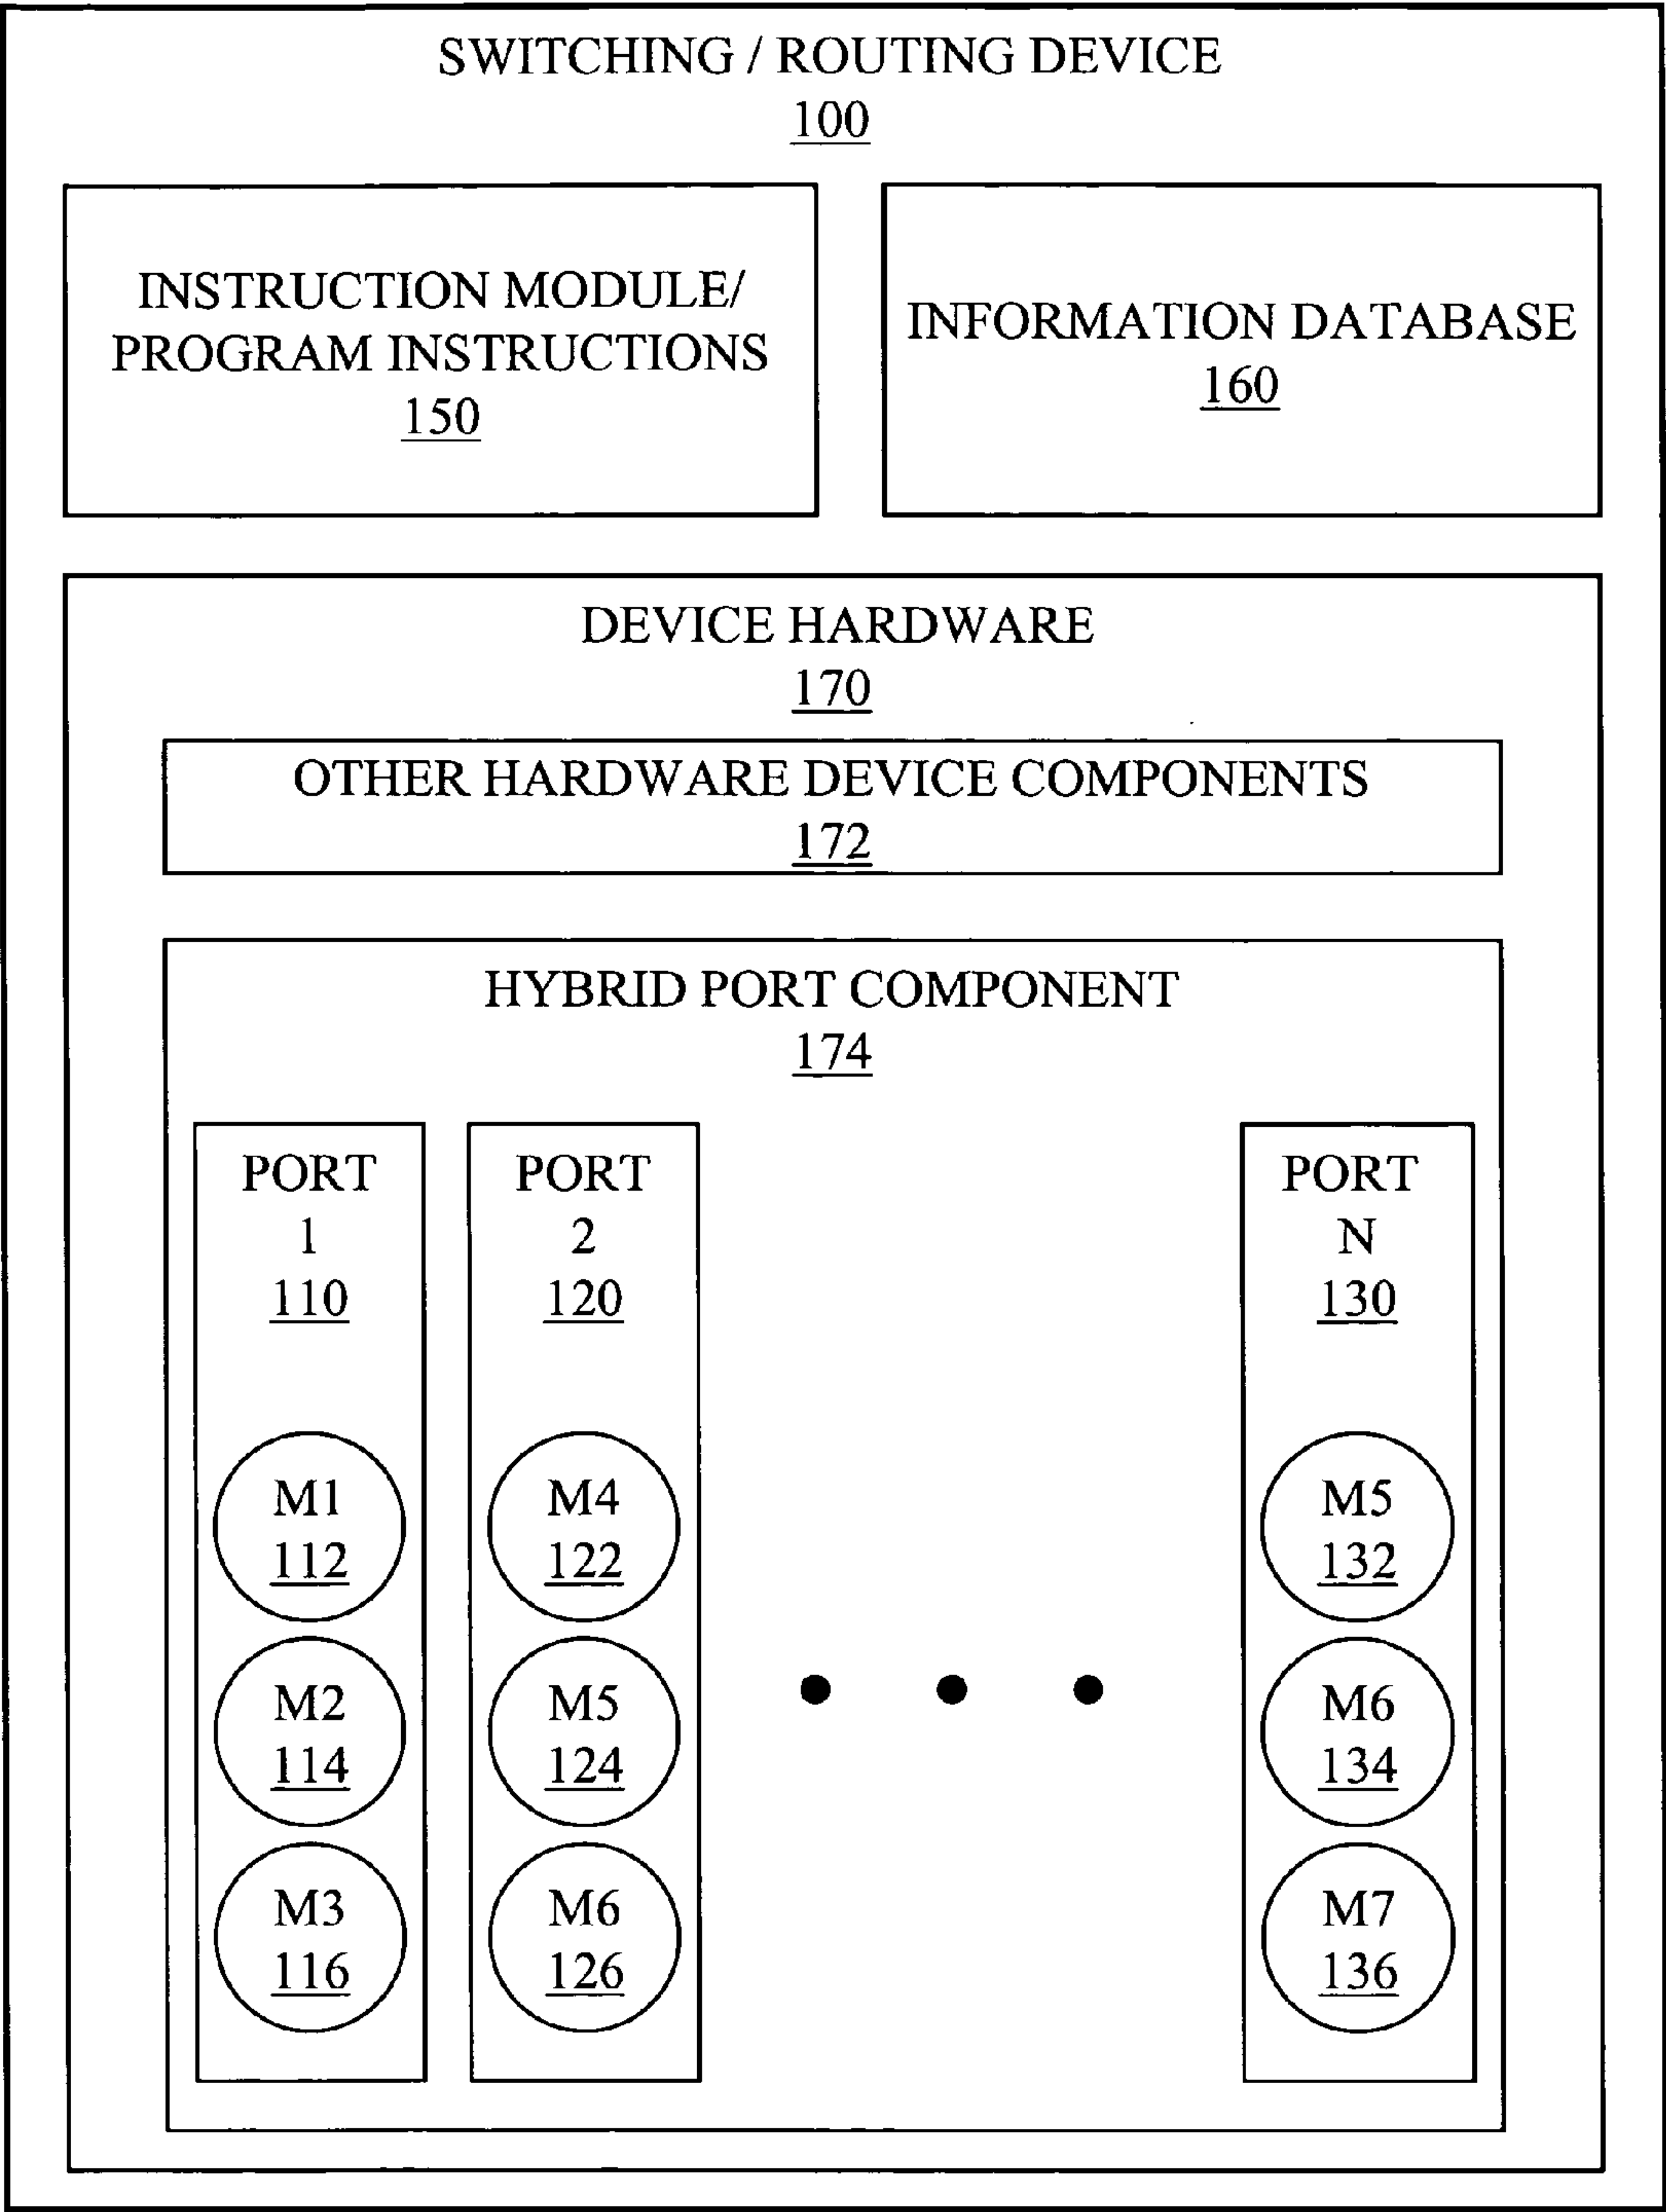 SWITCHING / ROUTING DEVICE
100
INSTRUCTION MODULE/
PROGRAM INSTRUCTIONS
150
INFORMATION DATABASE
160
DEVICE HARDWARE
170
OTHER HARDWARE DEVICE COMPONENTS
172
HYBRID PORT COMPONENT
174
PORT
1
110
M1
112
M2
114
M3
116
PORT
2
120
M4
122
M5
124
M6
126
PORT
N
130
M5
132
M6
134
M7
136